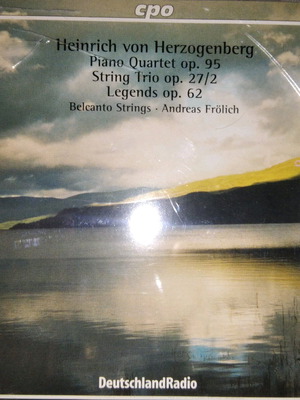 cpo
Heinrich von Herzogenberg
Piano Quartet op. 95
String Trio op. 27/2
Legends op. 62
Belcanto Strings · Andreas Frölich
DeutschlandRadio